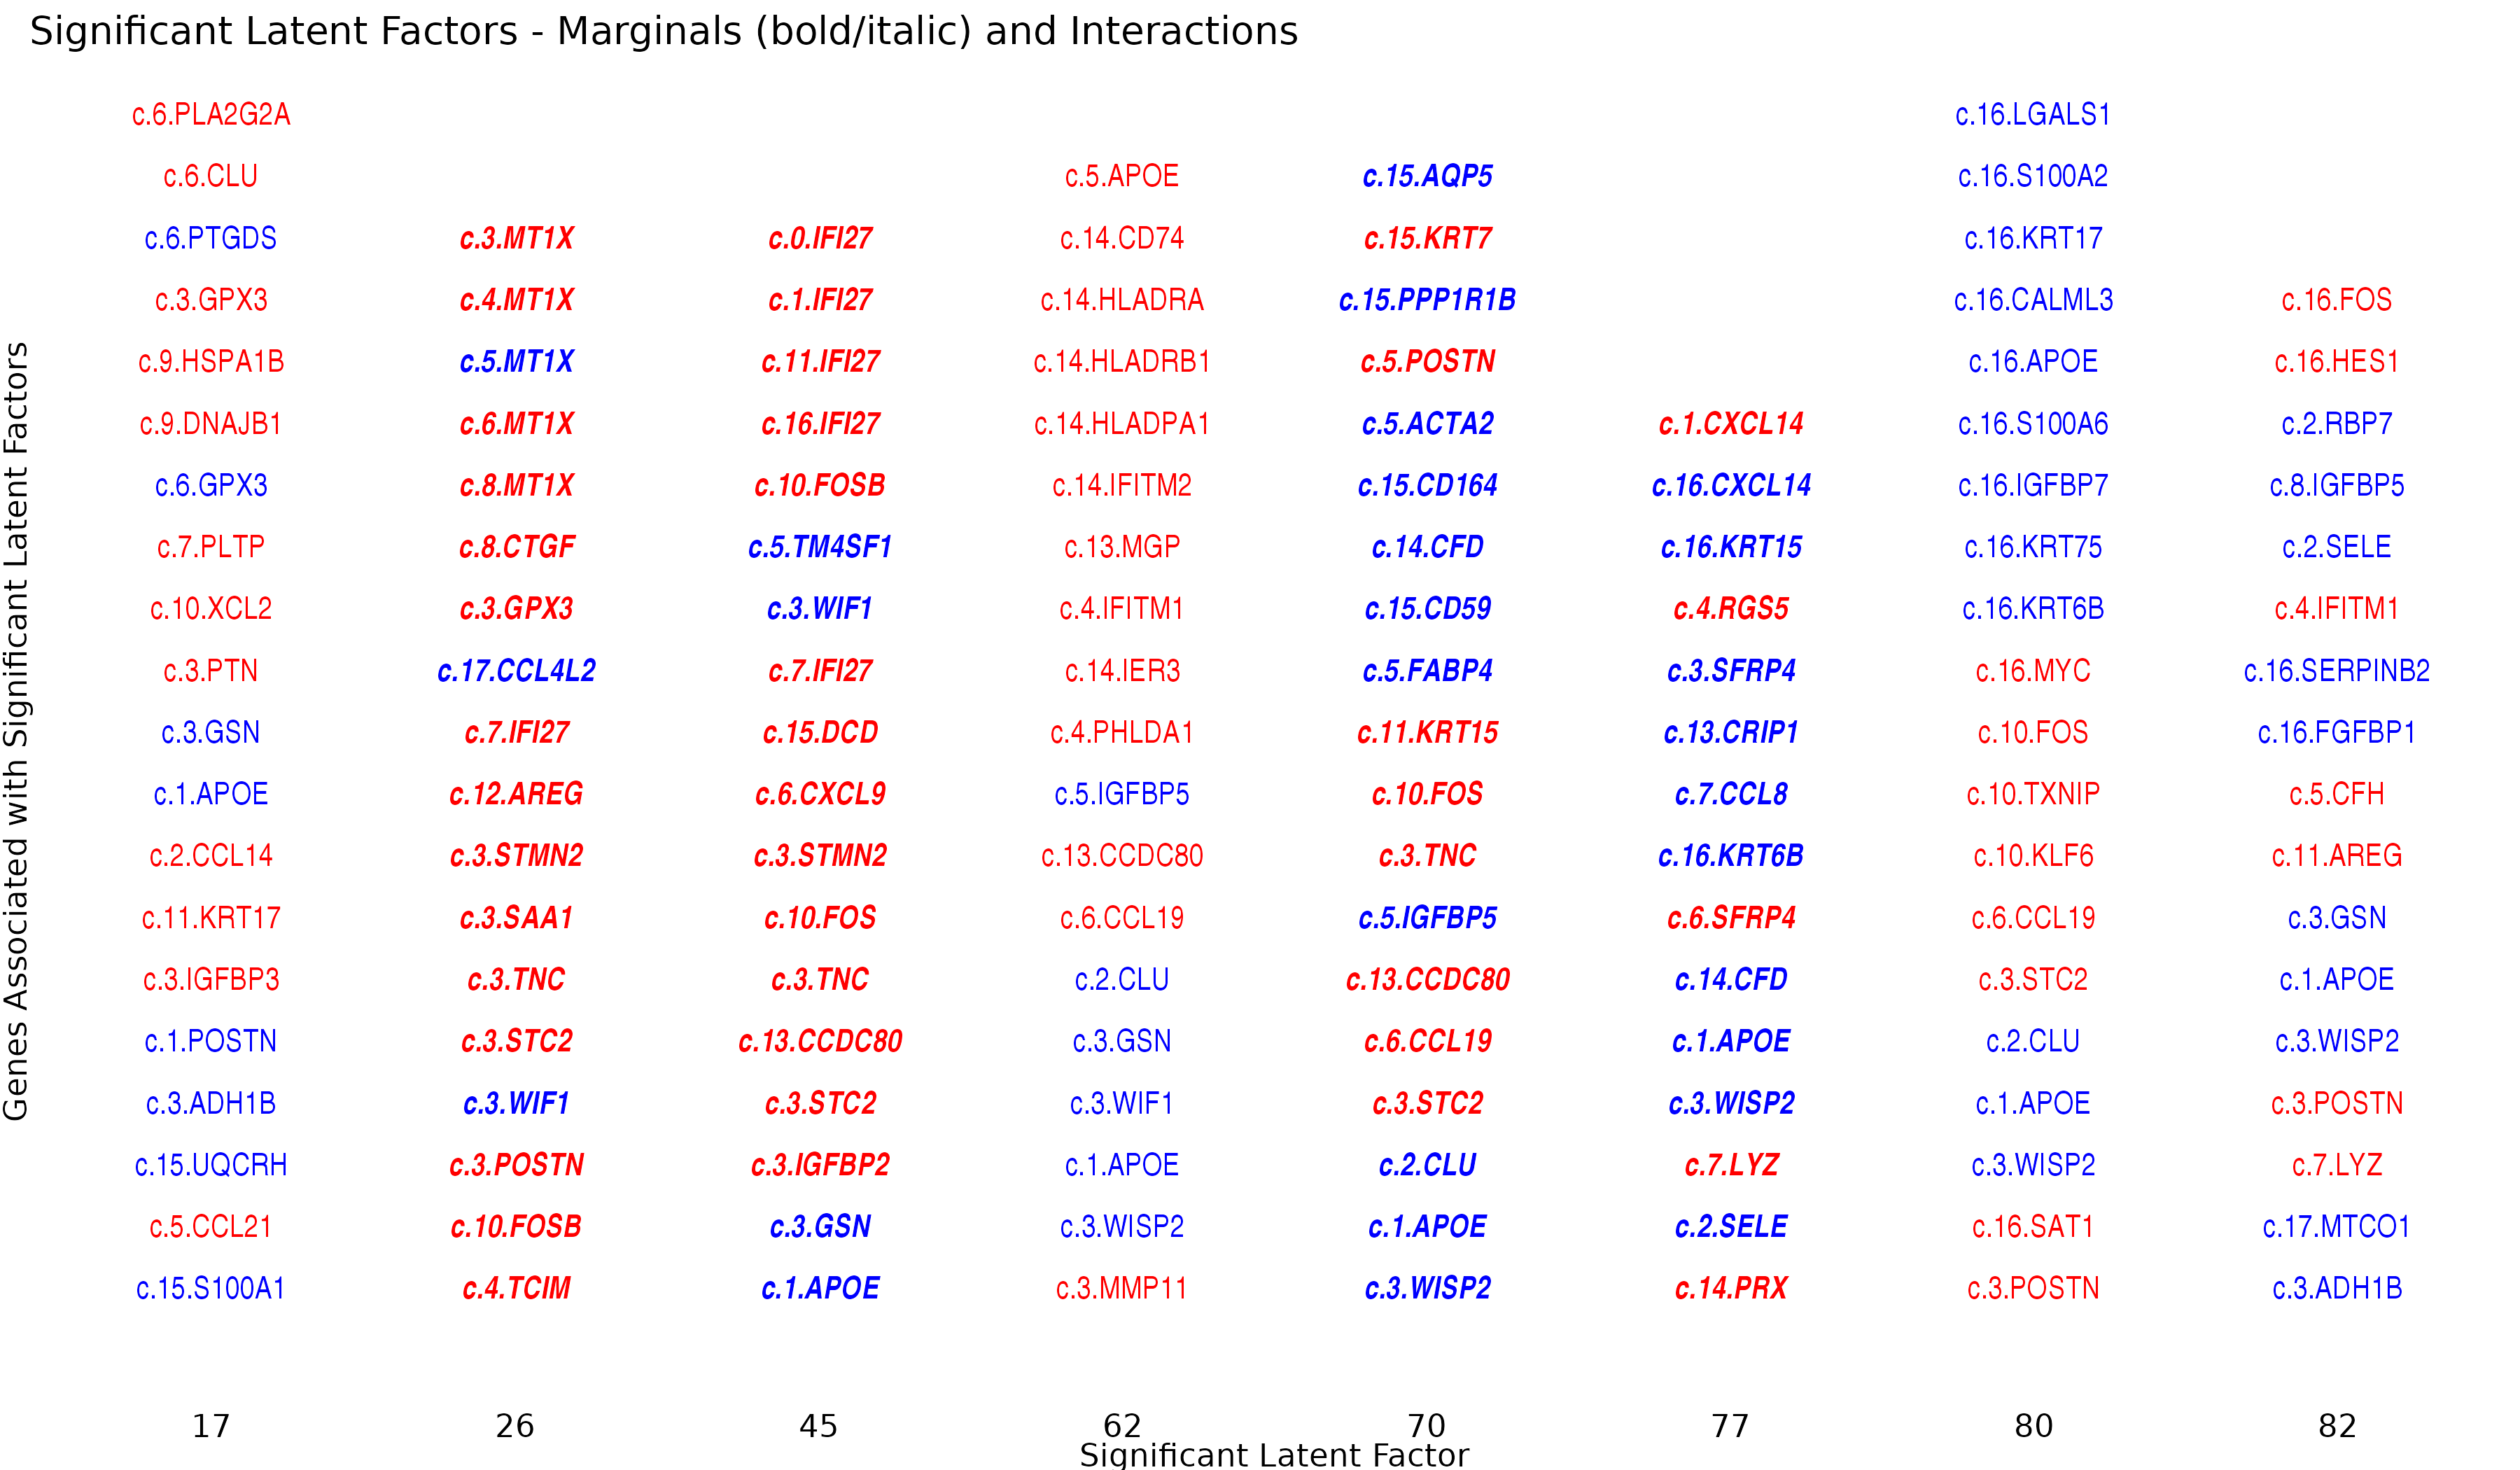 Significant Latent Factors - Marginals (bold/italic) and Interactions
Genes Associated with Significant Latent Factors
c.6.PLA2G2A c.16.LGALS1
c.6.CLU c.5.APOE c.15.AQP5 c.16.S100A2
c.6.PTGDS c.3.MT1X c.0.IFI27 c.14.CD74 c.15.KRT7 c.16.KRT17
c.3.GPX3 c.4.MT1X c.1.IFI27 c.14.HLADRA c.15.PPP1R1B c.16.CALML3 c.16.FOS
c.9.HSPA1B c.5.MT1X c.11.IFI27 c.14.HLADRB1 c.5.POSTN c.16.APOE c.16.HES1
c.9.DNAJB1 c.6.MT1X c.16.IFI27 c.14.HLADPA1 c.5.ACTA2 c.1.CXCL14 c.16.S100A6 c.2.RBP7
c.6.GPX3 c.8.MT1X c.10.FOSB c.14.IFITM2 c.15.CD164 c.16.CXCL14 c.16.IGFBP7 c.8.IGFBP5
c.7.PLTP c.8.CTGF c.5.TM4SF1 c.13.MGP c.14.CFD c.16.KRT15 c.16.KRT75 c.2.SELE
c.10.XCL2 c.3.GPX3 c.3.WIF1 c.4.IFITM1 c.15.CD59 c.4.RGS5 c.16.KRT6B c.4.IFITM1
c.3.PTN c.17.CCL4L2 c.7.IFI27 c.14.IER3 c.5.FABP4 c.3.SFRP4 c.16.MYC c.16.SERPINB2
c.3.GSN c.7.IFI27 c.15.DCD c.4.PHLDA1 c.11.KRT15 c.13.CRIP1 c.10.FOS c.16.FGFBP1
c.1.APOE c.12.AREG c.6.CXCL9 c.5.IGFBP5 c.10.FOS c.7.CCL8 c.10.TXNIP c.5.CFH
c.2.CCL14 c.3.STMN2 c.3.STMN2 c.13.CCDC80 c.3.TNC c.16.KRT6B c.10.KLF6 c.11.AREG
c.11.KRT17 c.3.SAA1 c.10.FOS c.6.CCL19 c.5.IGFBP5 c.6.SFRP4 c.6.CCL19 c.3.GSN
c.3.IGFBP3 c.3.TNC c.3.TNC c.2.CLU c.13.CCDC80 c.14.CFD c.3.STC2 c.1.APOE
c.1.POSTN c.3.STC2 c.13.CCDC80 c.3.GSN c.6.CCL19 c.1.APOE c.2.CLU c.3.WISP2
c.3.ADH1B c.3.WIF1 c.3.STC2 c.3.WIF1 c.3.STC2 c.3.WISP2 c.1.APOE c.3.POSTN
c.15.UQCRH c.3.POSTN c.3.IGFBP2 c.1.APOE c.2.CLU c.7.LYZ c.3.WISP2 c.7.LYZ
c.5.CCL21 c.10.FOSB c.3.GSN c.3.WISP2 c.1.APOE c.2.SELE c.16.SAT1 c.17.MTCO1
c.15.S100A1 c.4.TCIM c.1.APOE c.3.MMP11 c.3.WISP2 c.14.PRX c.3.POSTN c.3.ADH1B
17 26 45 62 70 77 80 82
Significant Latent Factor